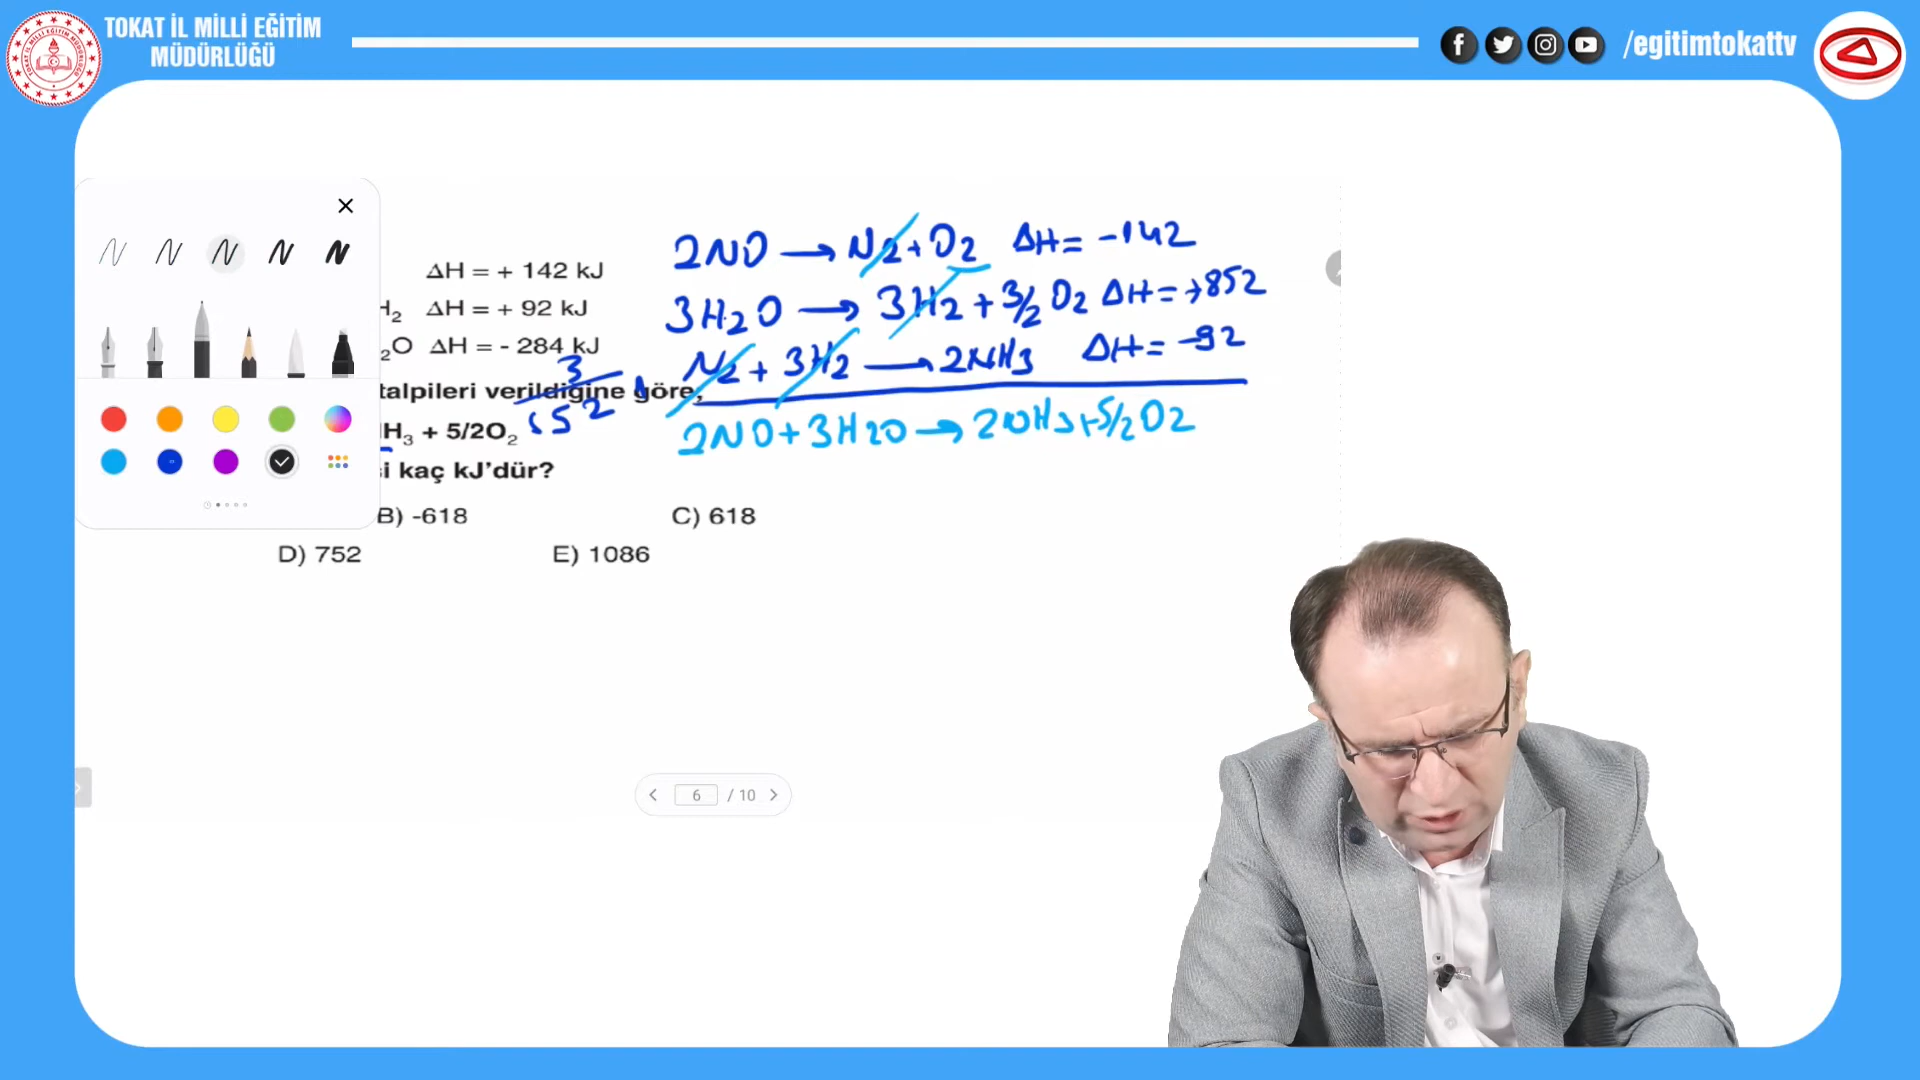 TOKAT İL MİLLİ EĞİTİM
MÜDÜRLÜĞÜ
/egitimtokattv
ΔH = + 142 kJ
H₂ ΔH = + 92 kJ
₂O ΔH = - 284 kJ
talpileri verildiğine göre,
H₃ + 5/2O₂
i kaç kJ'dür?
B) -618
C) 618
D) 752
E) 1086
2NO → N₂ + O₂ ΔH = -142
3H₂O → 3H₂ + 3/2 O₂ ΔH = +852
N₂ + 3H₂ → 2NH₃ ΔH = -92
2NO + 3H2O → 2NH3 + 5/2 O2
6 / 10